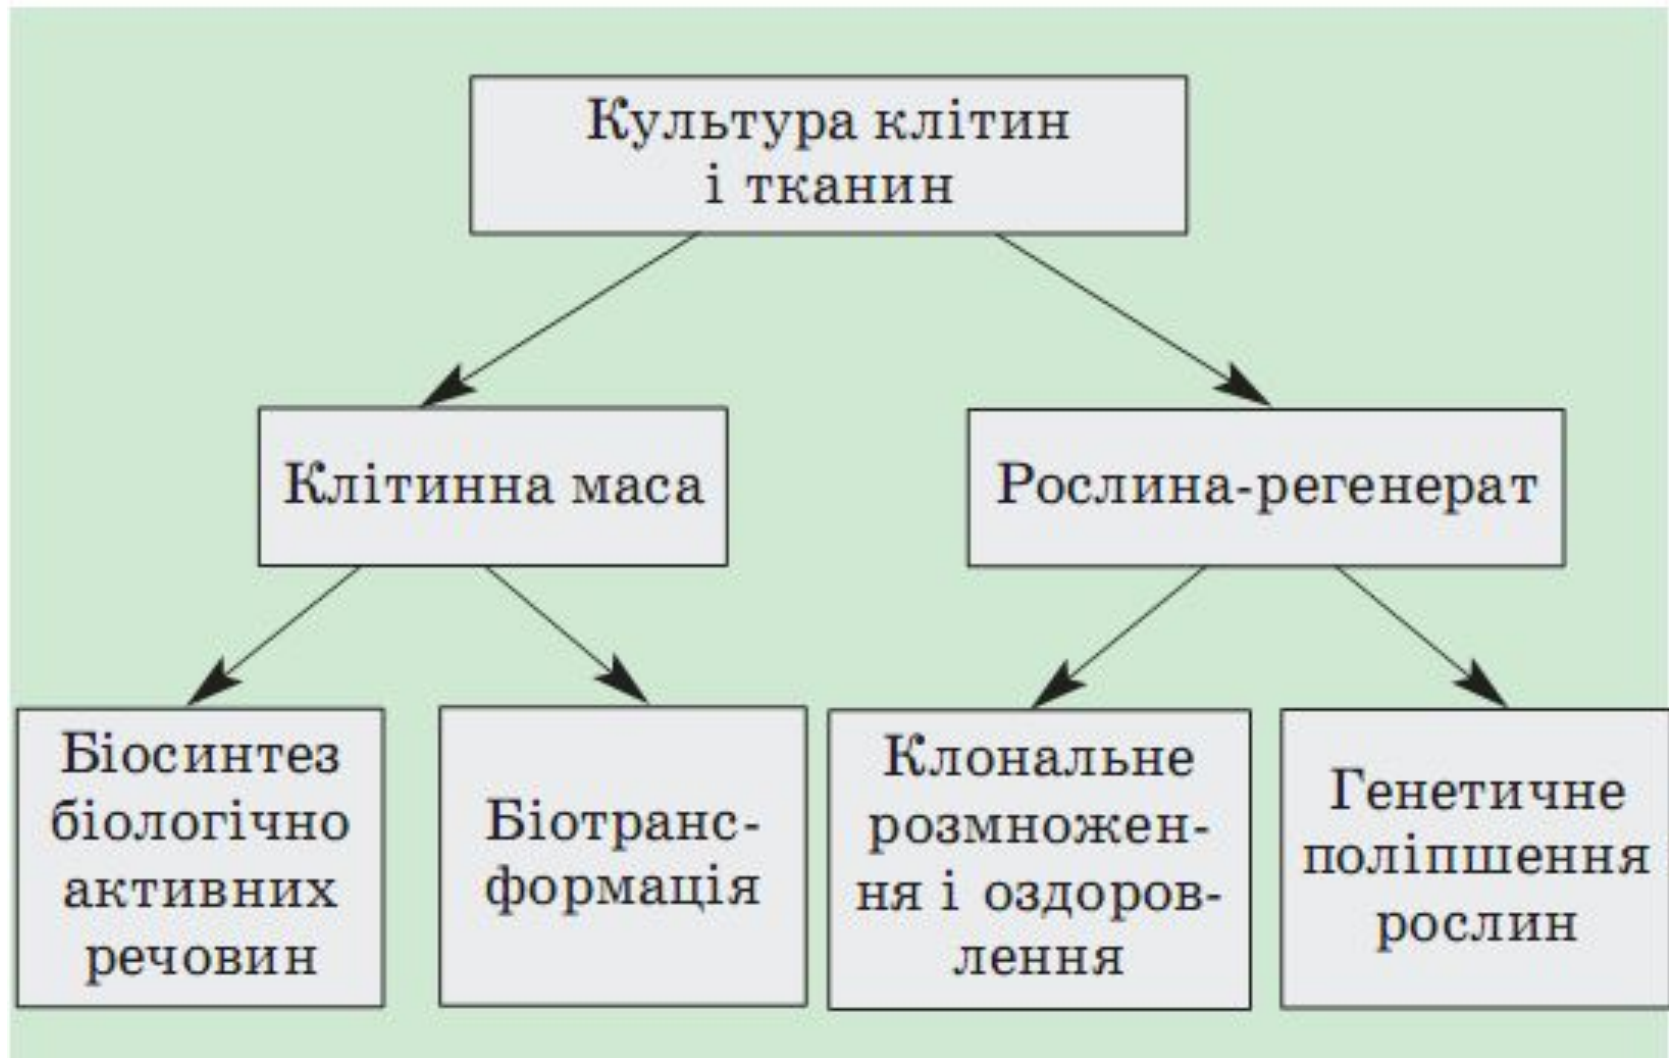 Культура клітин
і тканин
Клітинна маса
Рослина-регенерат
Біосинтез
біологічно
активних
речовин
Біотранс-
формація
Клональне
розмножен-
ня і оздоров-
лення
Генетичне
поліпшення
рослин